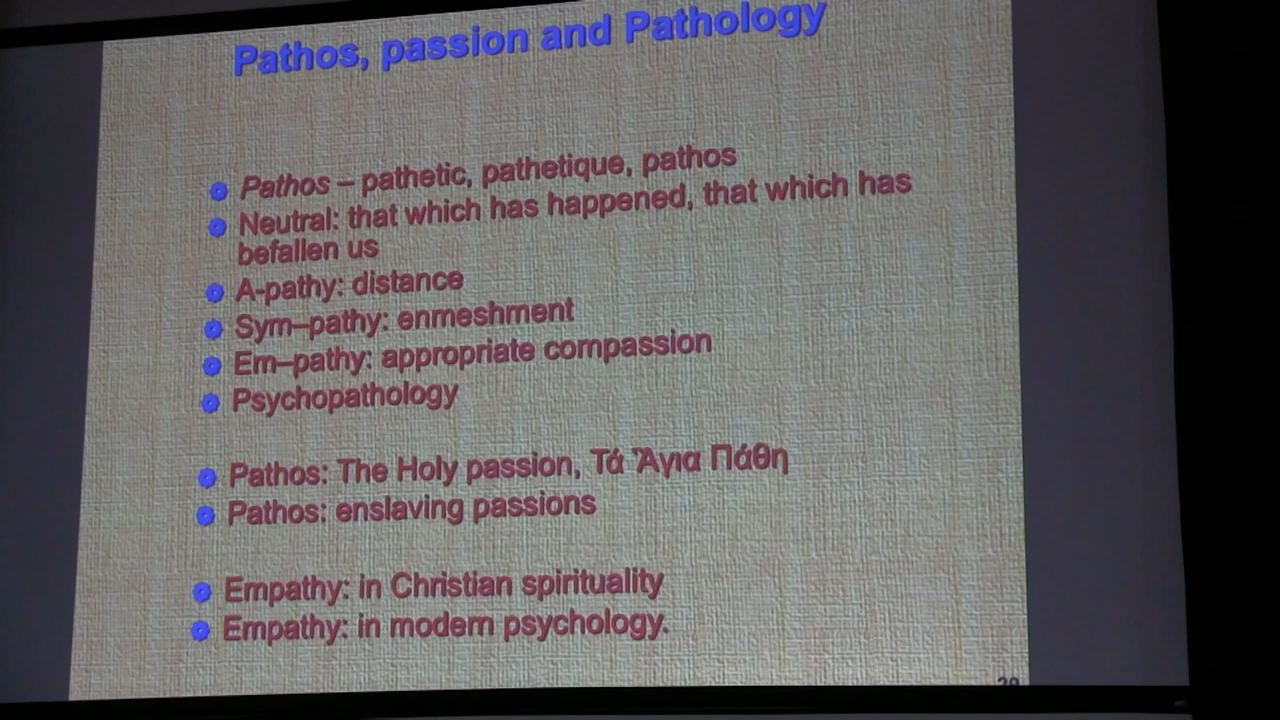 Pathos, passion and Pathology
Pathos – pathetic, pathetique, pathos
Neutral: that which has happened, that which has
befallen us
A-pathy: distance
Sym–pathy: enmeshment
Em–pathy: appropriate compassion
Psychopathology
Pathos: The Holy passion, Τά Ἅγια Πάθη
Pathos: enslaving passions
Empathy: in Christian spirituality
Empathy: in modern psychology.